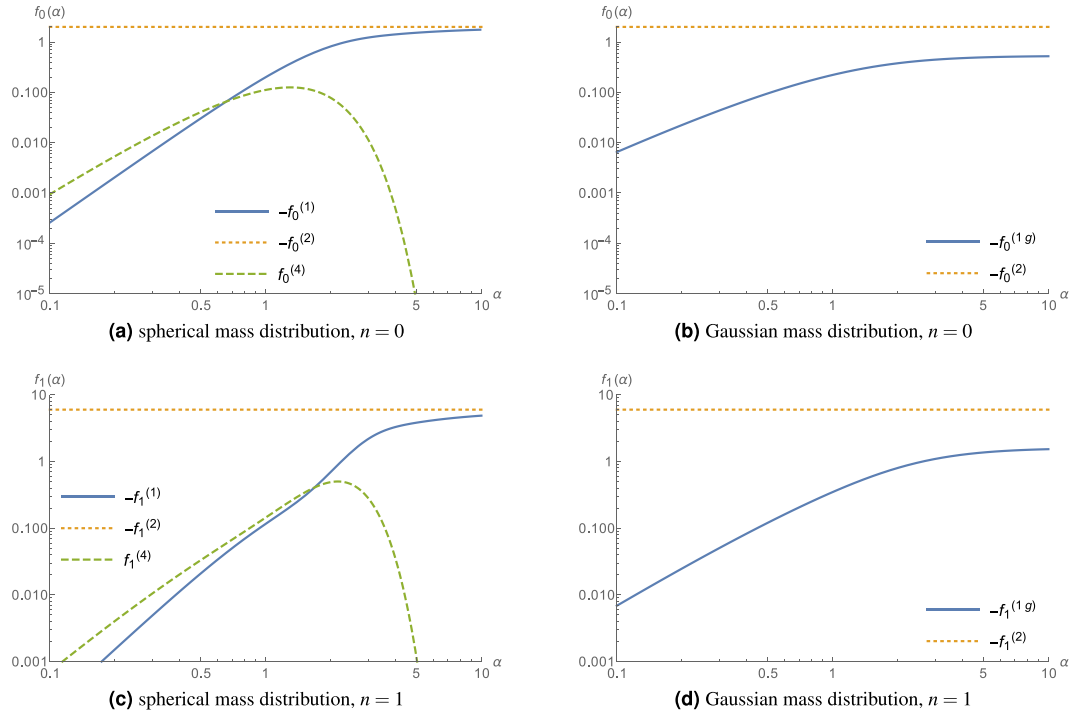 f₀(α)
1
0.100
0.010
0.001
10⁻⁴
10⁻⁵
0.1 0.5 1 5 10 α
−f₀⁽¹⁾
−f₀⁽²⁾
f₀⁽⁴⁾
(a) spherical mass distribution, n = 0
f₀(α)
1
0.100
0.010
0.001
10⁻⁴
10⁻⁵
0.1 0.5 1 5 10 α
−f₀⁽¹ ᵍ⁾
−f₀⁽²⁾
(b) Gaussian mass distribution, n = 0
f₁(α)
10
1
0.100
0.010
0.001
0.1 0.5 1 5 10 α
−f₁⁽¹⁾
−f₁⁽²⁾
f₁⁽⁴⁾
(c) spherical mass distribution, n = 1
f₁(α)
10
1
0.100
0.010
0.001
0.1 0.5 1 5 10 α
−f₁⁽¹ ᵍ⁾
−f₁⁽²⁾
(d) Gaussian mass distribution, n = 1